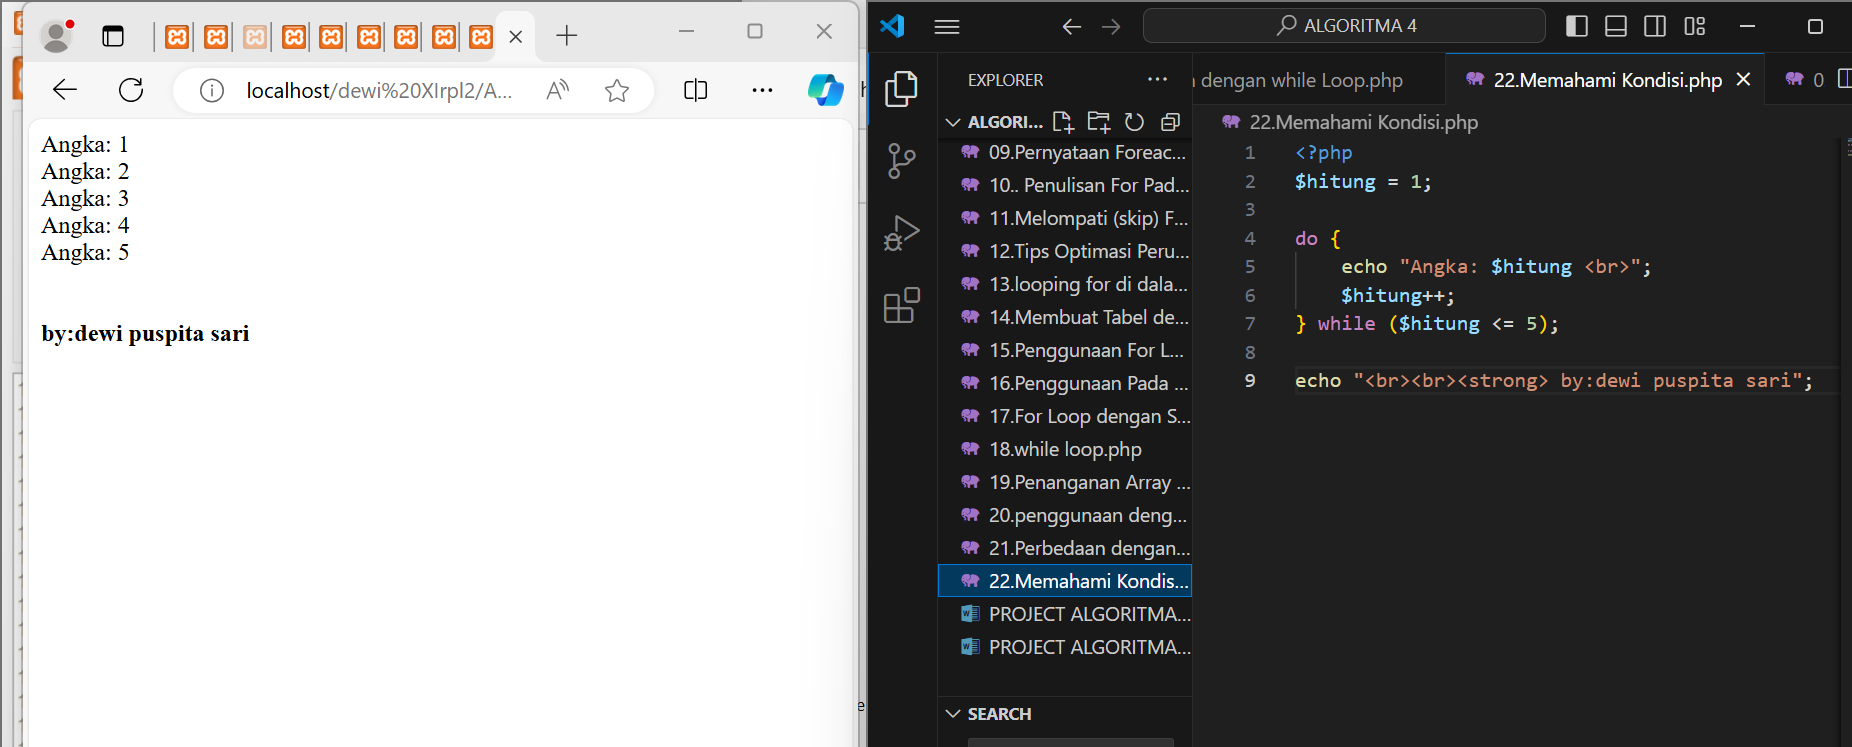 localhost/dewi%20XIrpl2/A...
Angka: 1
Angka: 2
Angka: 3
Angka: 4
Angka: 5
by:dewi puspita sari
ALGORITMA 4
EXPLORER
ALGORI...
09.Pernyataan Foreac...
10.. Penulisan For Pad...
11.Melompati (skip) F...
12.Tips Optimasi Peru...
13.looping for di dala...
14.Membuat Tabel de...
15.Penggunaan For L...
16.Penggunaan Pada ...
17.For Loop dengan S...
18.while loop.php
19.Penanganan Array ...
20.penggunaan deng...
21.Perbedaan dengan...
22.Memahami Kondis...
PROJECT ALGORITMA...
PROJECT ALGORITMA...
SEARCH
dengan while Loop.php
22.Memahami Kondisi.php
0
22.Memahami Kondisi.php
1 <?php
2 $hitung = 1;
3
4 do {
5 echo "Angka: $hitung <br>";
6 $hitung++;
7 } while ($hitung <= 5);
8
9 echo "<br><br><strong> by:dewi puspita sari";